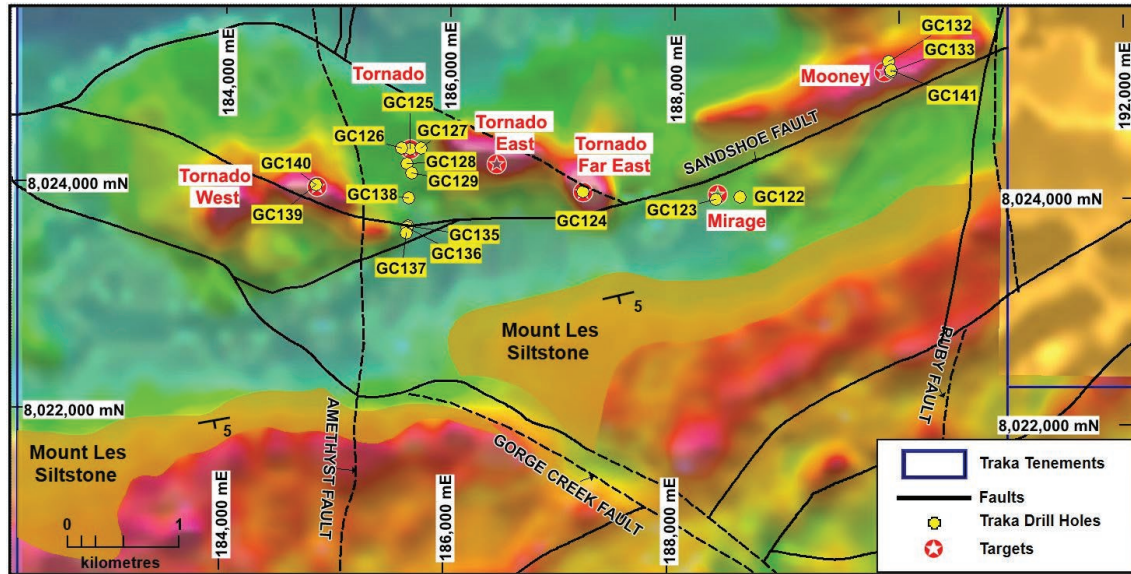 184,000 mE
186,000 mE
188,000 mE
192,000 mE
GC132
GC133
Mooney
GC141
Tornado
GC125
GC126
GC127
Tornado
East
GC128
Tornado
Far East
GC129
SANDSHOE FAULT
GC140
Tornado
West
GC139
GC138
8,024,000 mN
8,024,000 mN
GC124
GC123
GC122
Mirage
GC135
GC136
GC137
5
Mount Les
Siltstone
RUBY FAULT
8,022,000 mN
8,022,000 mN
5
Mount Les
Siltstone
AMETHYST FAULT
GORGE CREEK FAULT
184,000 mE
186,000 mE
188,000 mE
0 1
kilometres
Traka Tenements
Faults
Traka Drill Holes
Targets